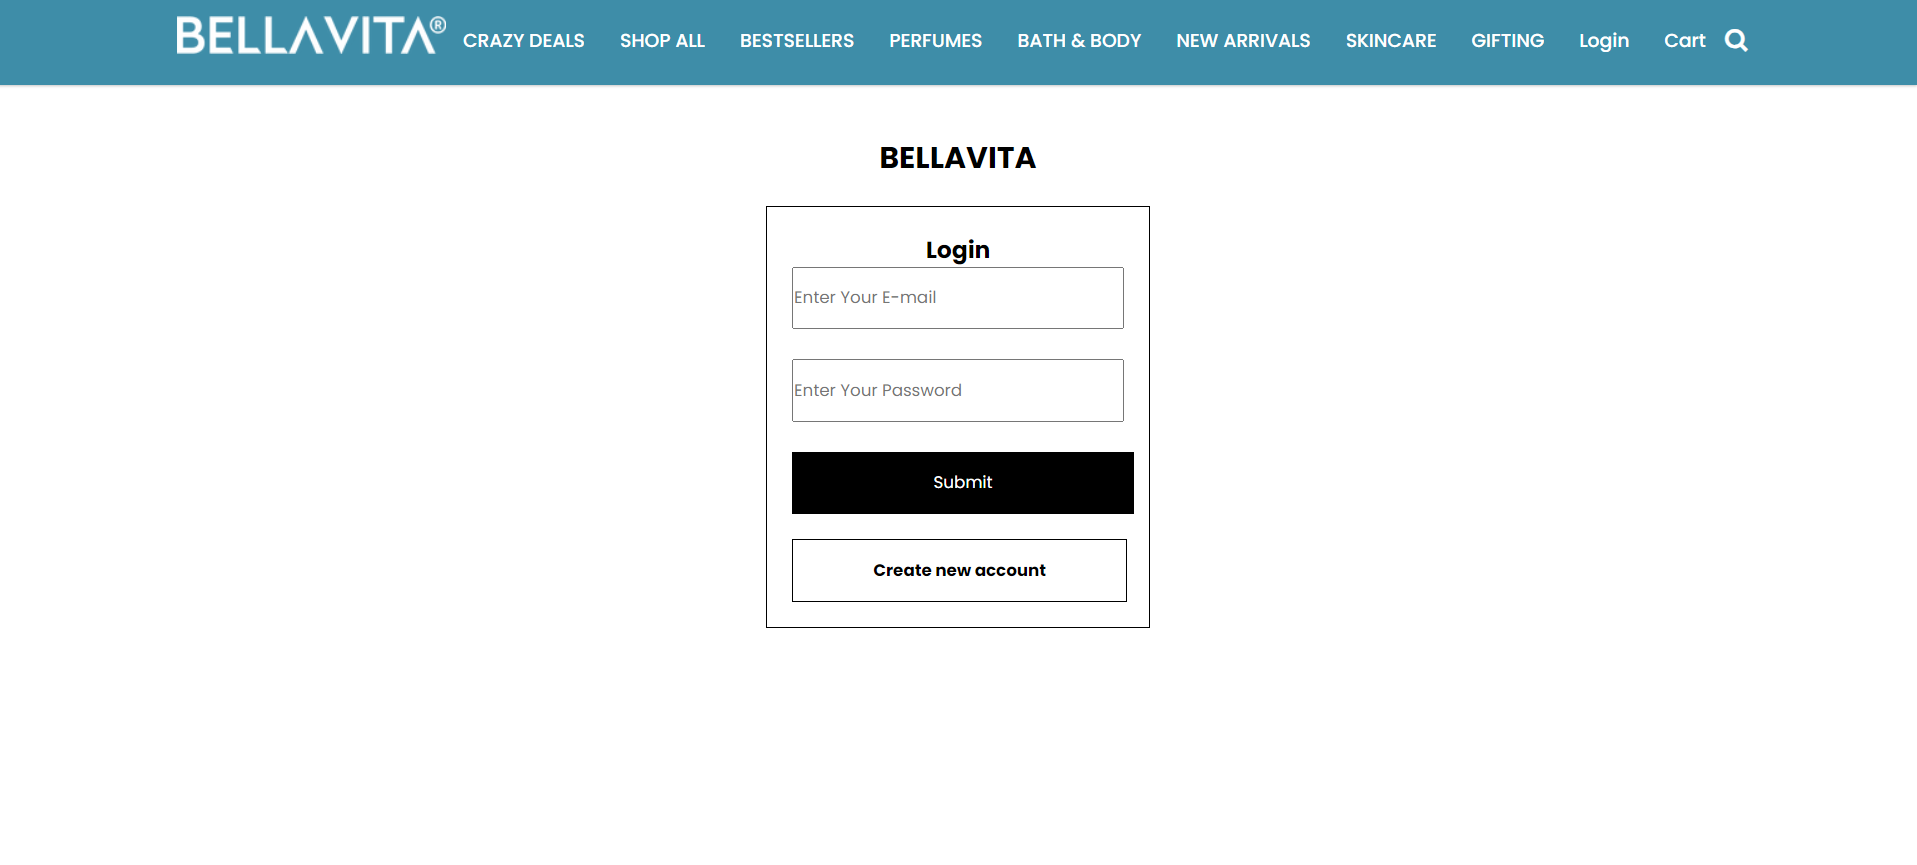 BELLAVITA® CRAZY DEALS SHOP ALL BESTSELLERS PERFUMES BATH & BODY NEW ARRIVALS SKINCARE GIFTING Login Cart
BELLAVITA
Login
Enter Your E-mail
Enter Your Password
Submit
Create new account